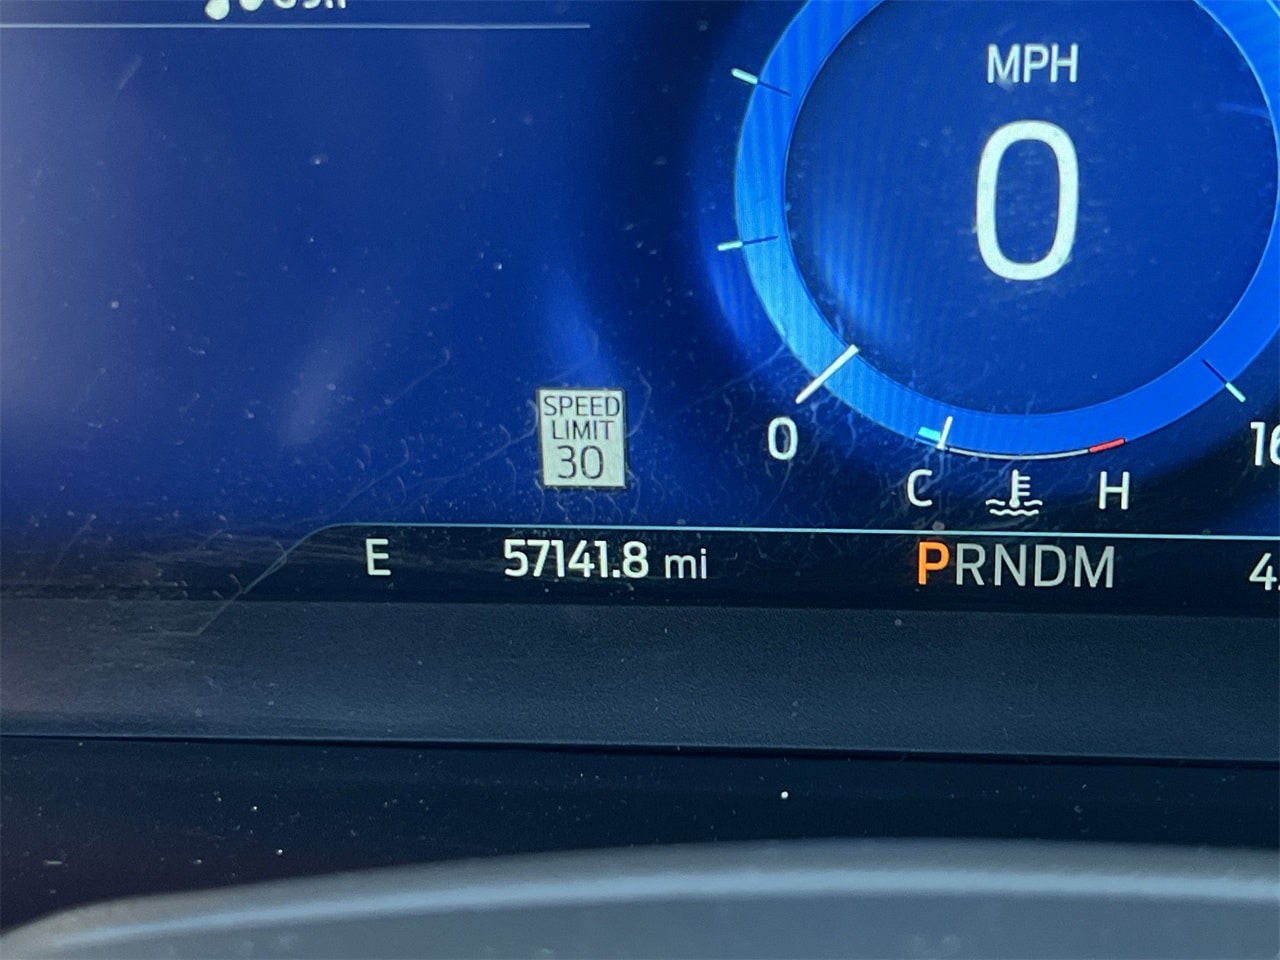 MPH
0
SPEED
LIMIT
30
0
C
H
E
57141.8 mi
PRNDM